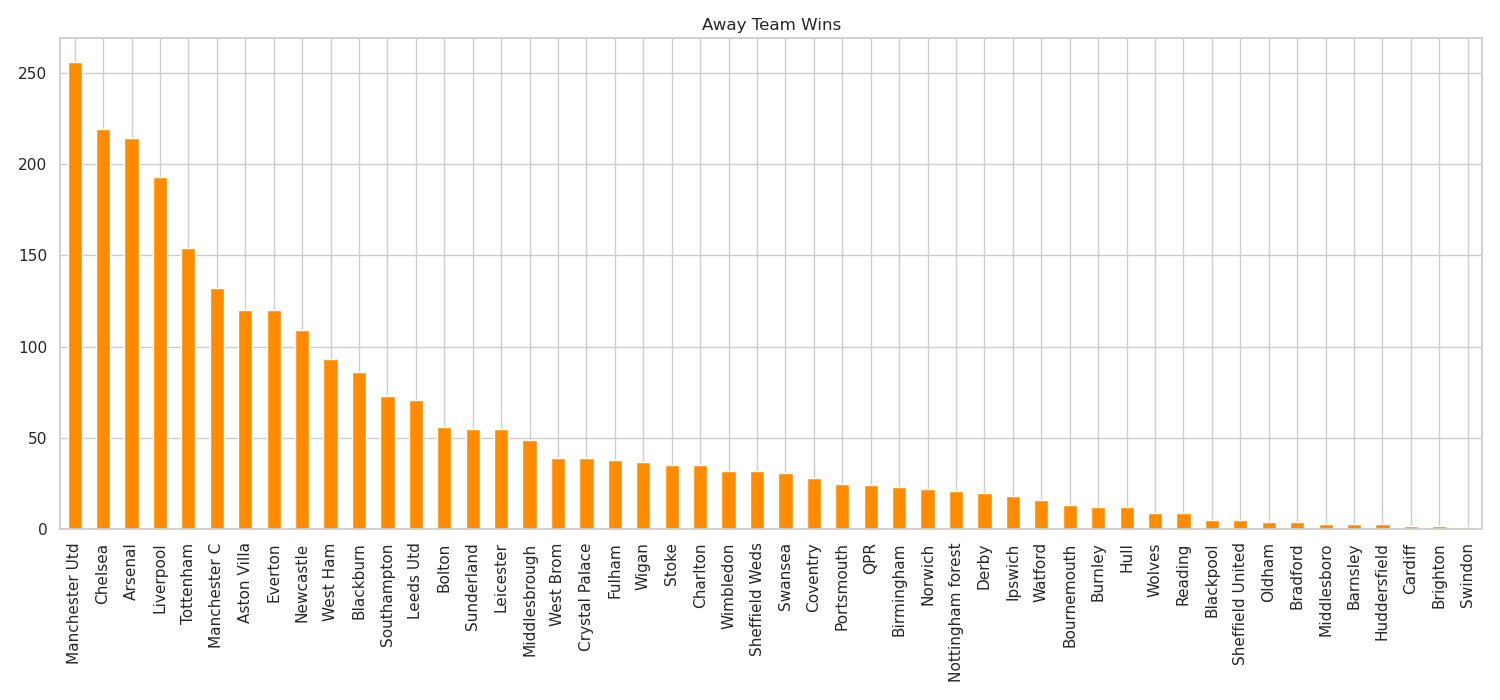 Away Team Wins
250
200
150
100
50
0
Manchester Utd
Chelsea
Arsenal
Liverpool
Tottenham
Manchester C
Aston Villa
Everton
Newcastle
West Ham
Blackburn
Southampton
Leeds Utd
Bolton
Sunderland
Leicester
Middlesbrough
West Brom
Crystal Palace
Fulham
Wigan
Stoke
Charlton
Wimbledon
Sheffield Weds
Swansea
Coventry
Portsmouth
QPR
Birmingham
Norwich
Nottingham forest
Derby
Ipswich
Watford
Bournemouth
Burnley
Hull
Wolves
Reading
Blackpool
Sheffield United
Oldham
Bradford
Middlesboro
Barnsley
Huddersfield
Cardiff
Brighton
Swindon